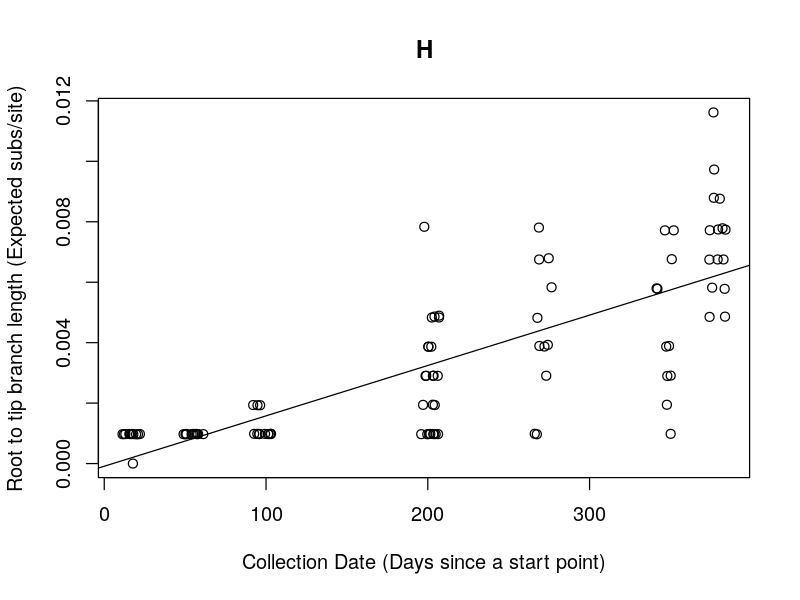 H
Root to tip branch length (Expected subs/site)
0.012
0.008
0.004
0.000
0 100 200 300
Collection Date (Days since a start point)